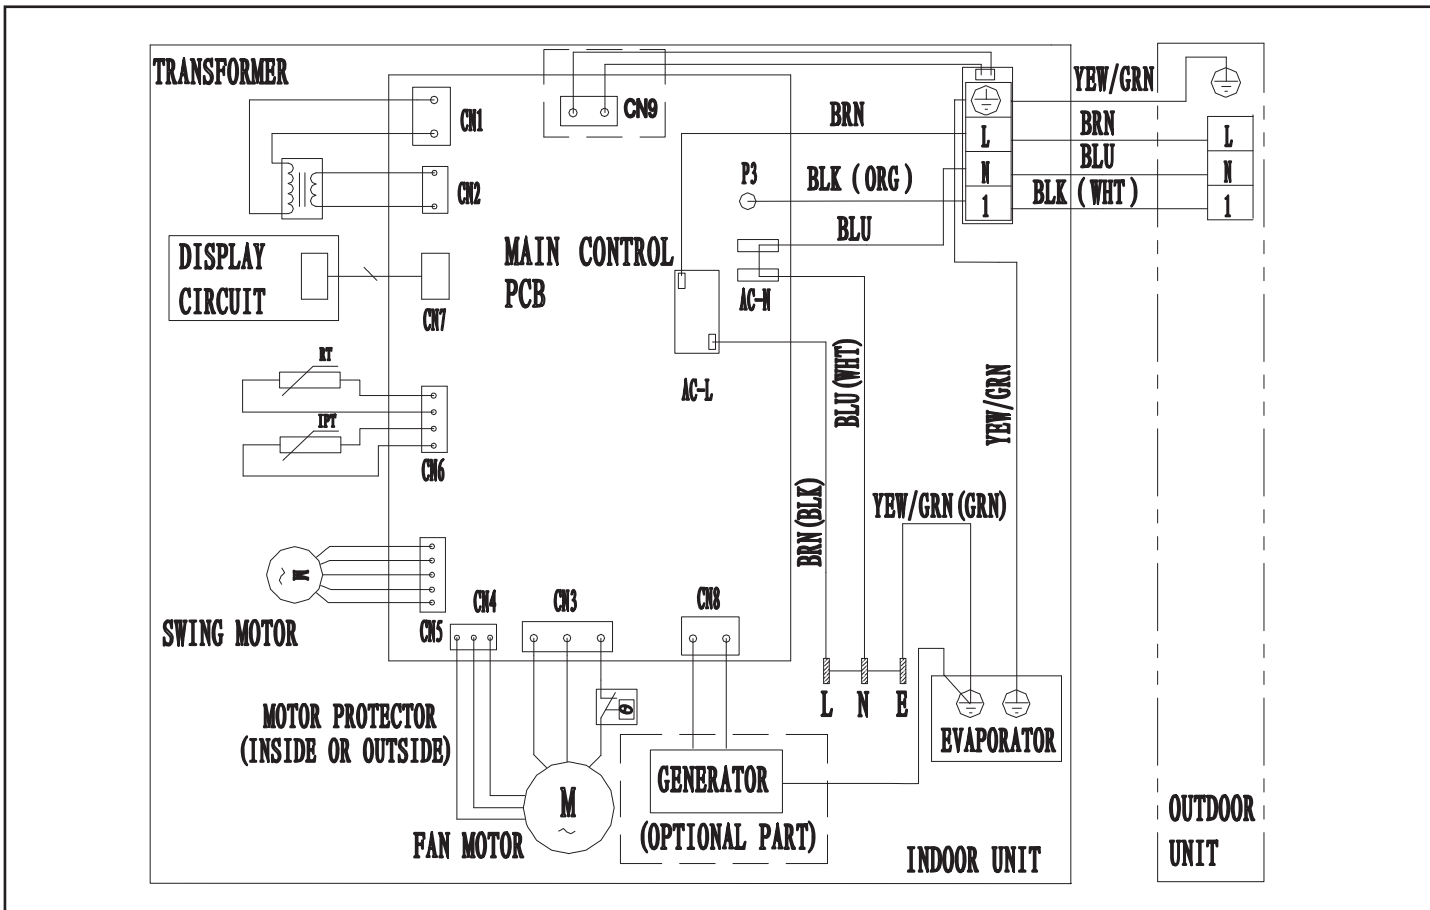 TRANSFORMER
CN1
CN2
CN9
BRN
P3
BLK (ORG)
BLU
L
N
1
YEW/GRN
BRN
BLU
BLK (WHT)
L
N
1
DISPLAY
CIRCUIT
CN7
MAIN CONTROL
PCB
AC-N
AC-L
RT
IPT
CN6
BLU(WHT)
BRN(BLK)
YEW/GRN
YEW/GRN(GRN)
M
SWING MOTOR
CN5
CN4
CN3
CN8
L N E
θ
MOTOR PROTECTOR
(INSIDE OR OUTSIDE)
M
FAN MOTOR
GENERATOR
(OPTIONAL PART)
EVAPORATOR
INDOOR UNIT
OUTDOOR
UNIT